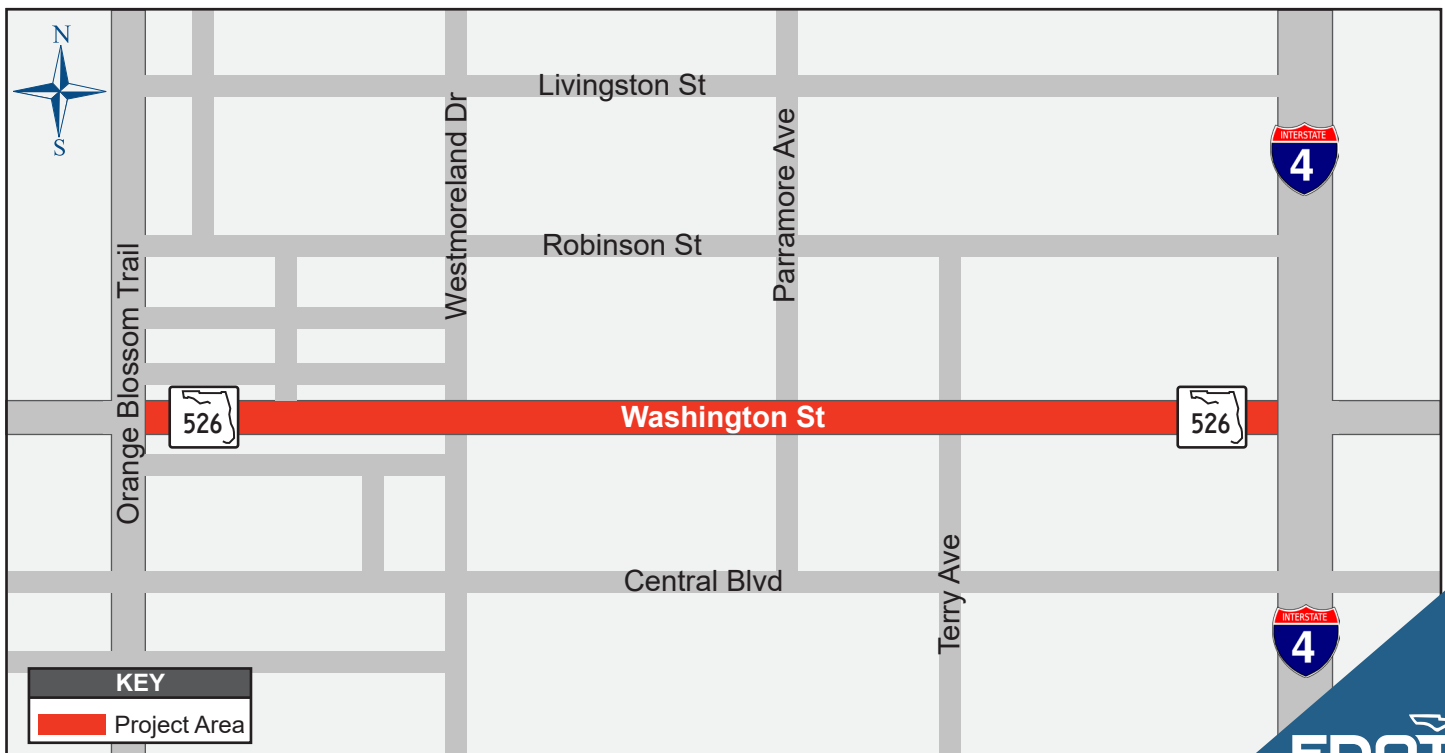 N
S
Livingston St
Westmoreland Dr
Parramore Ave
INTERSTATE
4
Robinson St
Orange Blossom Trail
526
Washington St
526
Central Blvd
Terry Ave
INTERSTATE
4
KEY
Project Area
FDOT